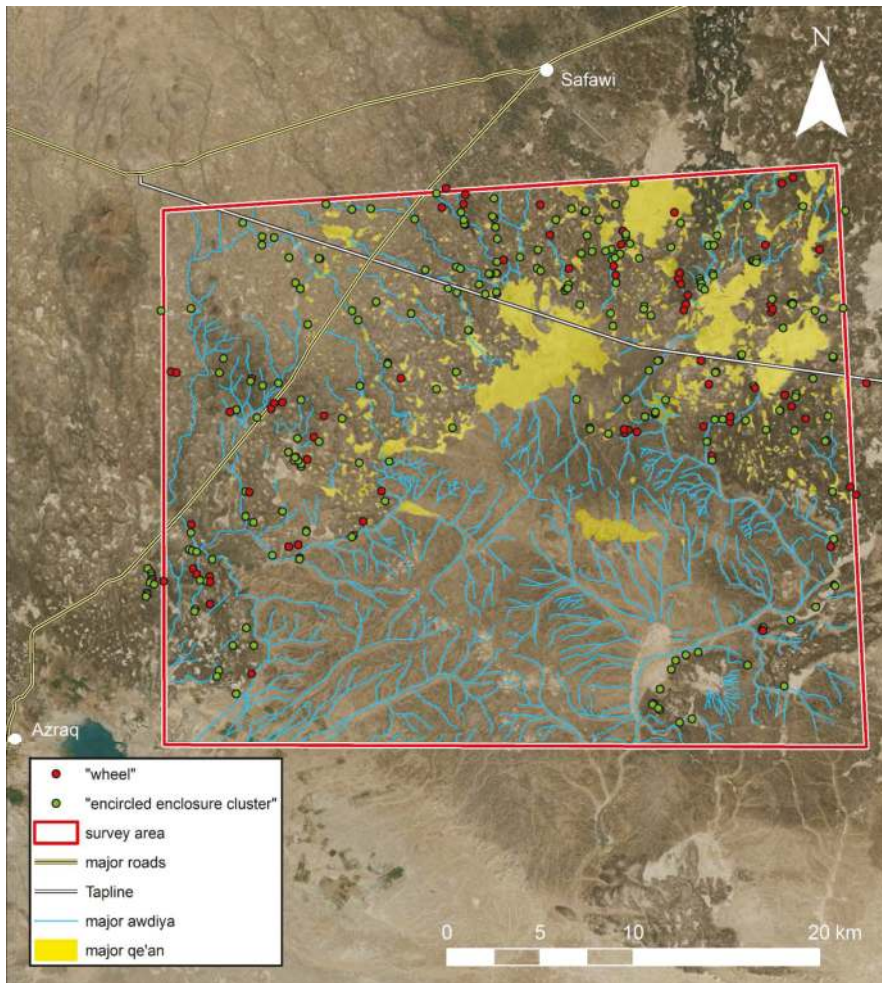 N
Safawi
Azraq
"wheel"
"encircled enclosure cluster"
survey area
major roads
Tapline
major awdiya
major qe'an
0 5 10 20 km